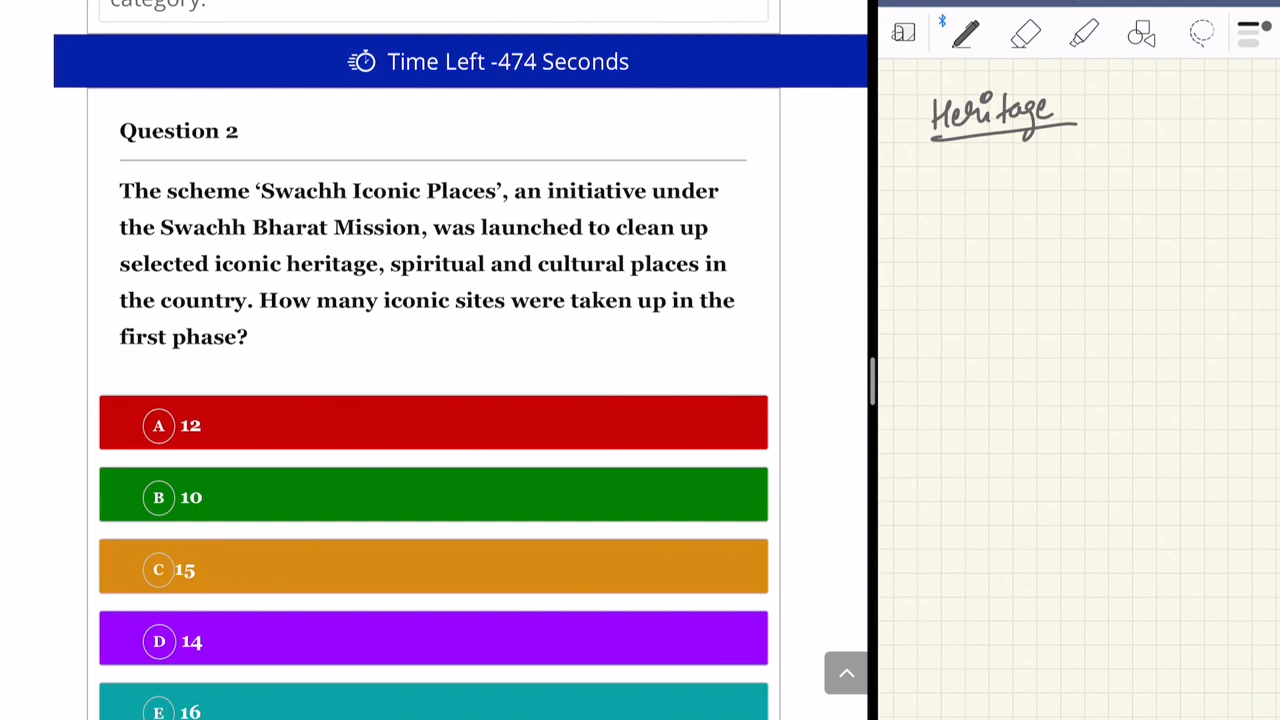 category.
Time Left -474 Seconds
Heritage
Question 2
The scheme ‘Swachh Iconic Places’, an initiative under
the Swachh Bharat Mission, was launched to clean up
selected iconic heritage, spiritual and cultural places in
the country. How many iconic sites were taken up in the
first phase?
A 12
B 10
C 15
D 14
E 16